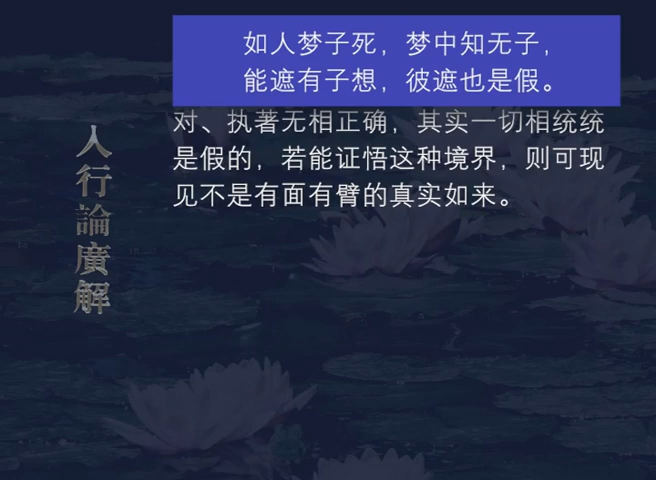 如人梦子死，梦中知无子，
能遮有子想，彼遮也是假。
对、执著无相正确，其实一切相统统
是假的，若能证悟这种境界，则可现
见不是有面有臂的真实如来。
入行論廣解